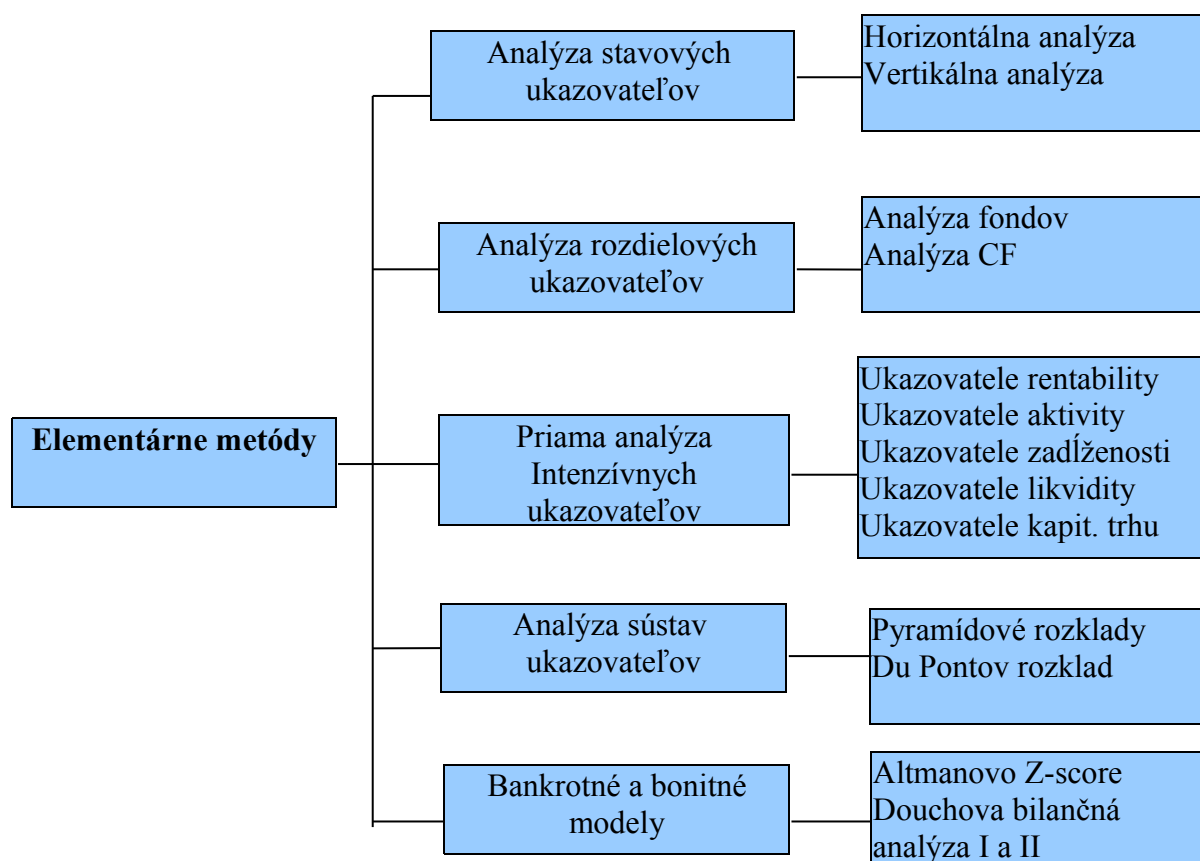 Analýza stavových
ukazovateľov
Horizontálna analýza
Vertikálna analýza
Analýza rozdielových
ukazovateľov
Analýza fondov
Analýza CF
Elementárne metódy
Priama analýza
Intenzívnych
ukazovateľov
Ukazovatele rentability
Ukazovatele aktivity
Ukazovatele zadĺženosti
Ukazovatele likvidity
Ukazovatele kapit. trhu
Analýza sústav
ukazovateľov
Pyramídové rozklady
Du Pontov rozklad
Bankrotné a bonitné
modely
Altmanovo Z-score
Douchova bilančná
analýza I a II